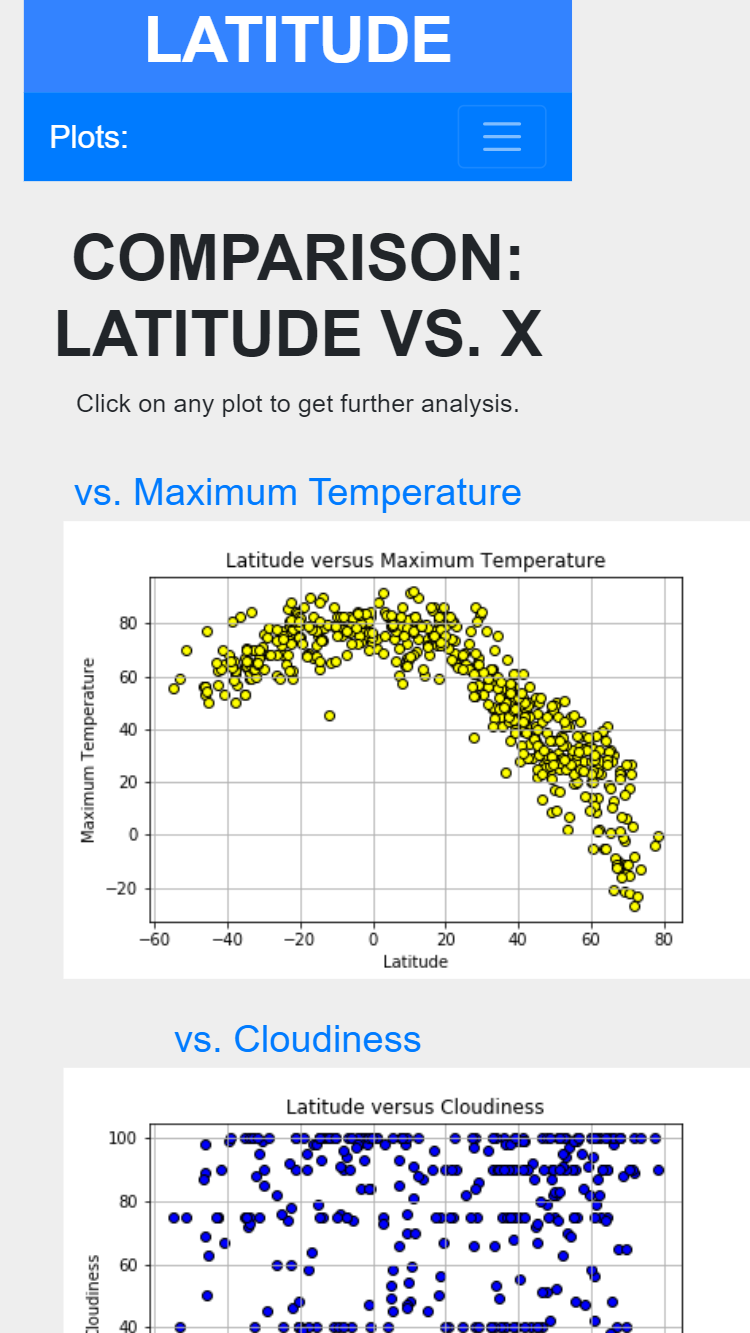 LATITUDE
Plots:
COMPARISON:
LATITUDE VS. X
Click on any plot to get further analysis.
vs. Maximum Temperature
Latitude versus Maximum Temperature
80
60
40
20
0
−20
Maximum Temperature
−60 −40 −20 0 20 40 60 80
Latitude
vs. Cloudiness
Latitude versus Cloudiness
100
80
60
40
Cloudiness